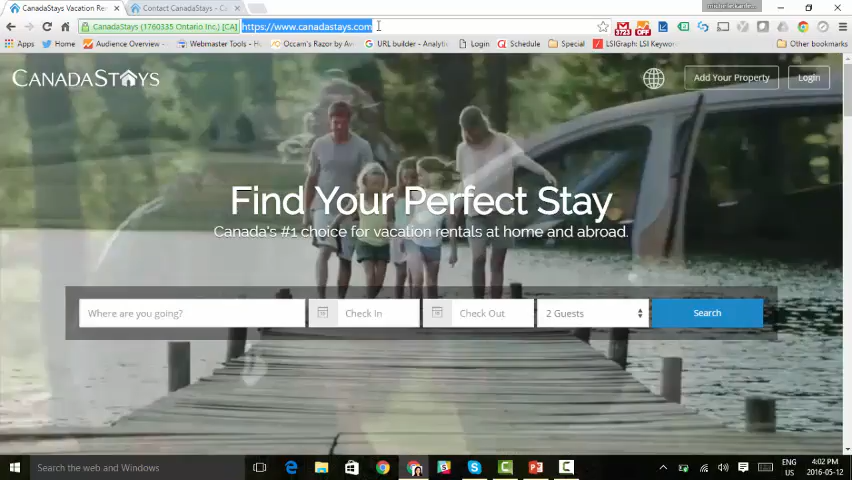 CanadaStays Vacation Re
Contact CanadaStays - Ca
CanadaStays (1760335 Ontario Inc.) [CA] https://www.canadastays.com
Home Audience Overview - Webmaster Tools - H Occam's Razor by Av URL builder - Analytic Login Schedule Special LSIGraph: LSI Keywo Other bookmarks
CANADASTAYS
Add Your Property Login
Find Your Perfect Stay
Canada's #1 choice for vacation rentals at home and abroad.
Where are you going? Check In Check Out 2 Guests Search
Search the web and Windows
ENG US
4:02 PM
2016-05-12